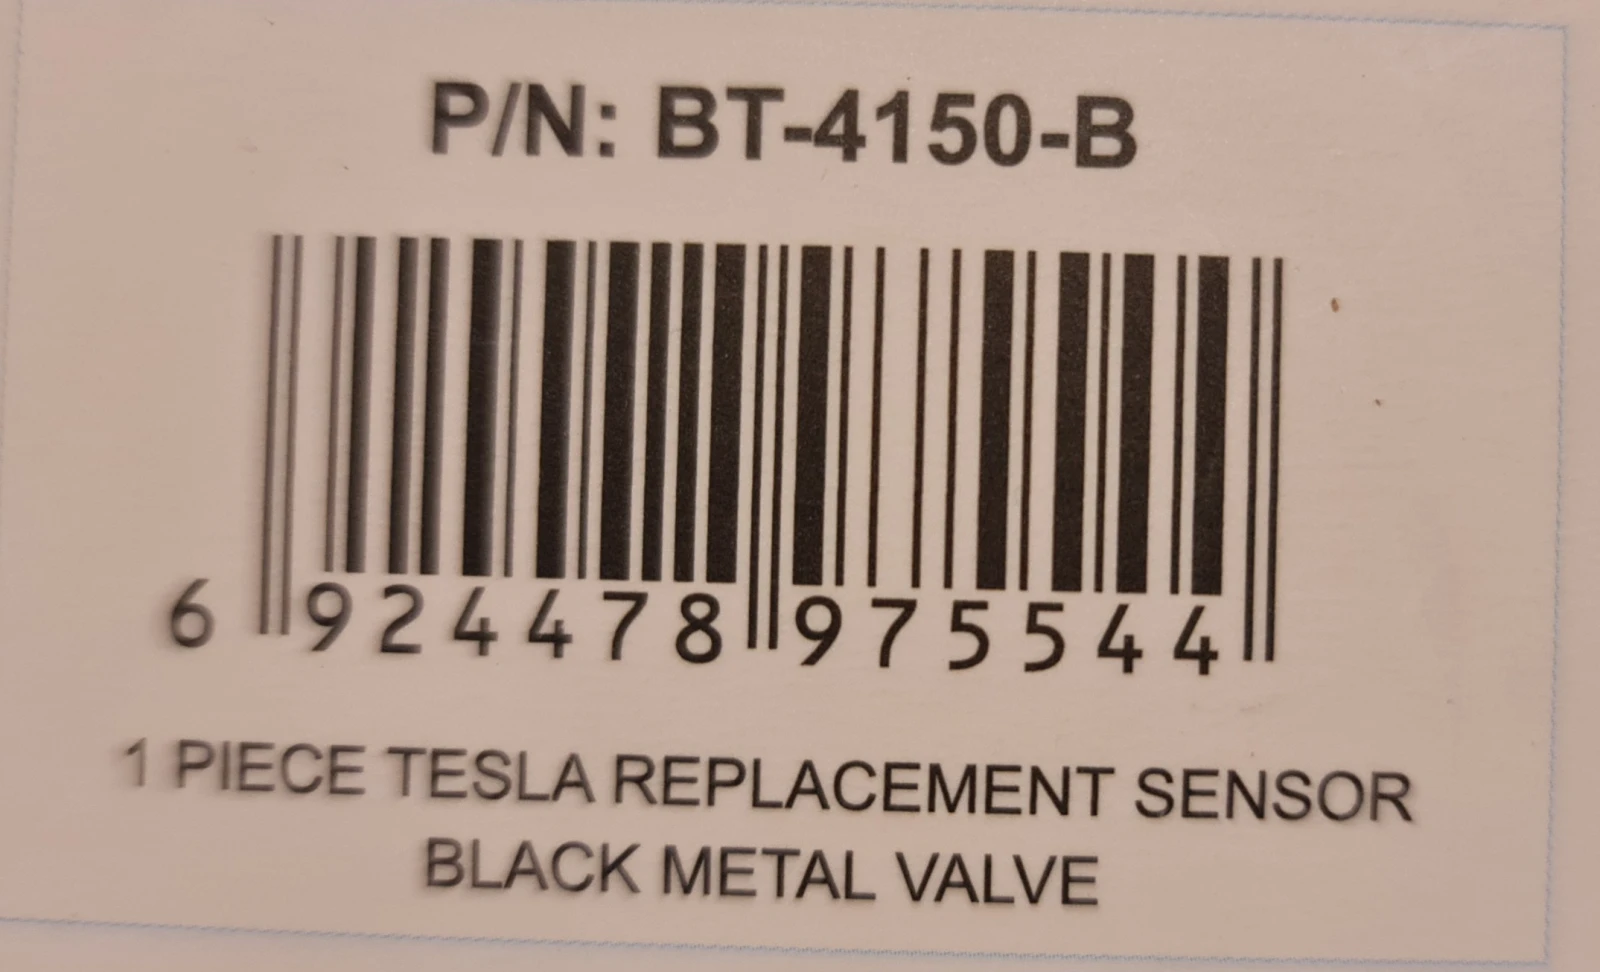 P/N: BT-4150-B
6 924478 975544
1 PIECE TESLA REPLACEMENT SENSOR
BLACK METAL VALVE